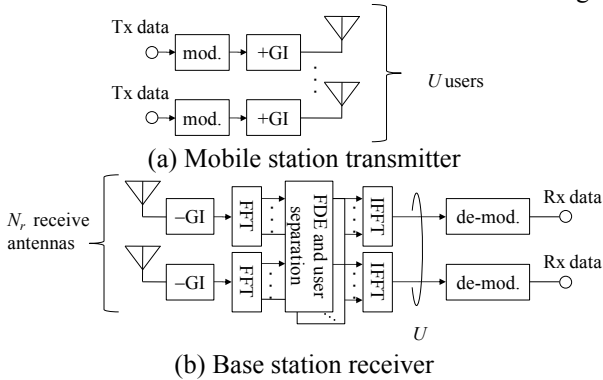 Tx data
mod.
+GI
Tx data
mod.
+GI
U users
(a) Mobile station transmitter
Nr receive
antennas
–GI
FFT
–GI
FFT
FDE and user
separation
IFFT
IFFT
U
de-mod.
Rx data
de-mod.
Rx data
(b) Base station receiver